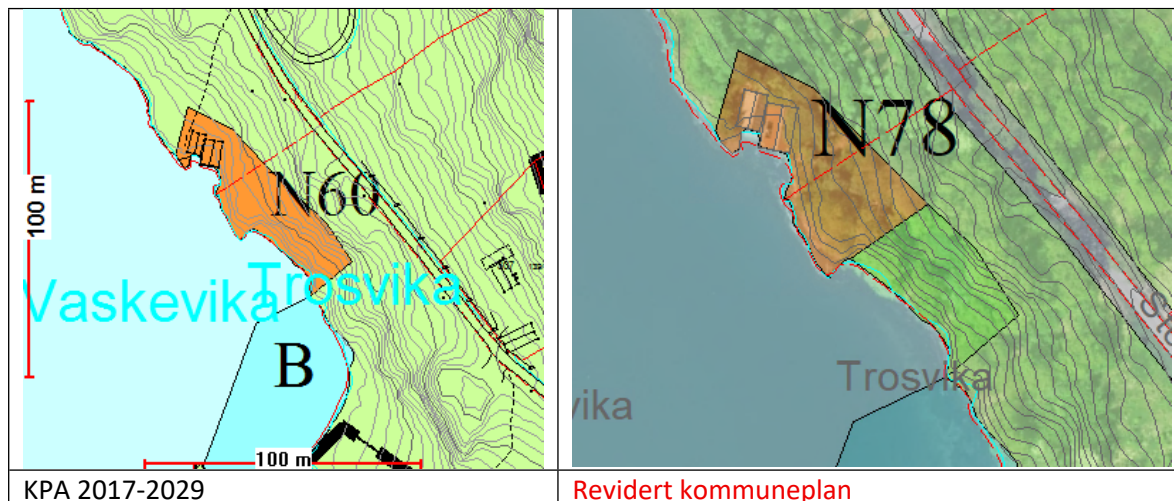 N60
100 m
Vaskevika
Trosvika
B
100 m
KPA 2017-2029
N78
Trosvika
vika
Revidert kommuneplan